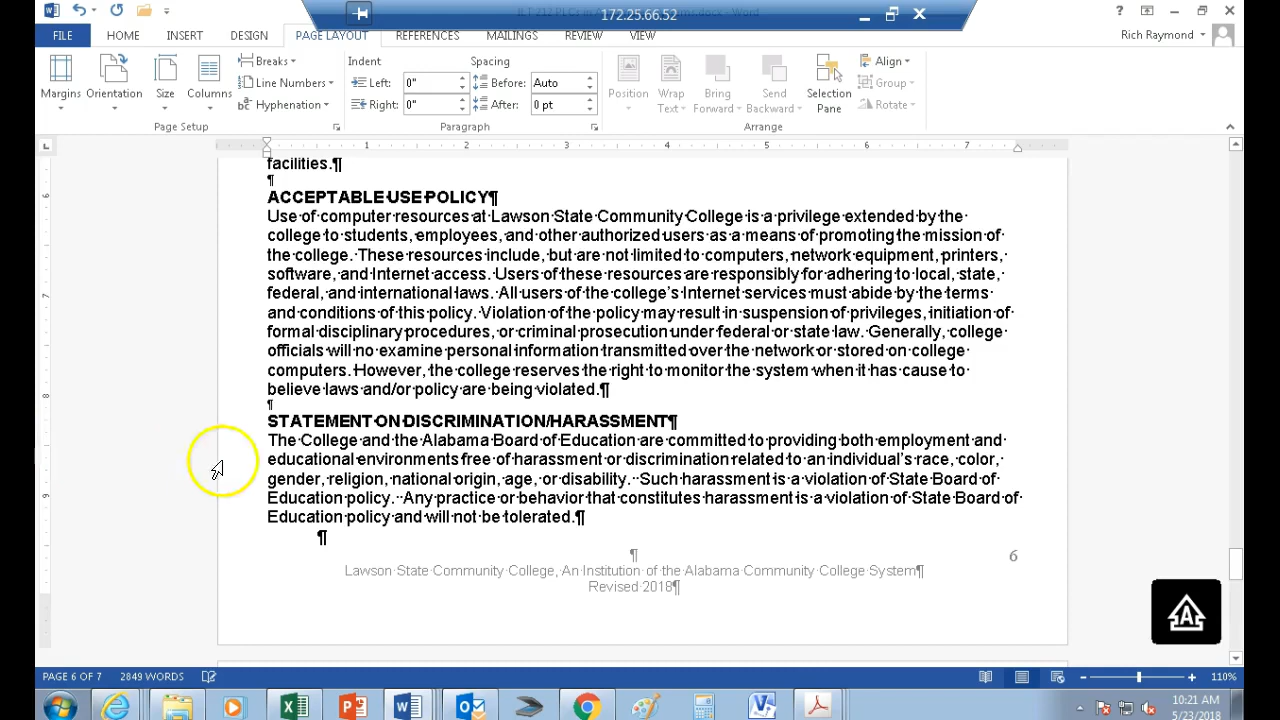 172.25.66.52
FILE HOME INSERT DESIGN PAGE LAYOUT REFERENCES MAILINGS REVIEW VIEW Rich Raymond
Margins Orientation Size Columns
Breaks
Line Numbers
Hyphenation
Page Setup
Indent
Left: 0"
Right: 0"
Spacing
Before: Auto
After: 0 pt
Paragraph
Position Wrap Text Bring Forward Send Backward Selection Pane
Align
Group
Rotate
Arrange
1 2 3 4 5 6 7
facilities.¶
¶
ACCEPTABLE·USE·POLICY¶
Use·of·computer·resources·at·Lawson·State·Community·College·is·a·privilege·extended·by·the·
college·to·students,·employees,·and·other·authorized·users·as·a·means·of·promoting·the·mission·of·
the·college.··These·resources·include,·but·are·not·limited·to·computers,·network·equipment,·printers,·
software,·and·Internet·access.·Users·of·these·resources·are·responsibly·for·adhering·to·local,·state,·
federal,·and·international·laws.··All·users·of·the·college's·Internet·services·must·abide·by·the·terms·
and·conditions·of·this·policy.··Violation·of·the·policy·may·result·in·suspension·of·privileges,·initiation·of·
formal·disciplinary·procedures,·or·criminal·prosecution·under·federal·or·state·law.··Generally,·college·
officials·will·no·examine·personal·information·transmitted·over·the·network·or·stored·on·college·
computers.·However,·the·college·reserves·the·right·to·monitor·the·system·when·it·has·cause·to·
believe·laws·and/or·policy·are·being·violated.¶
¶
STATEMENT·ON·DISCRIMINATION/HARASSMENT¶
The·College·and·the·Alabama·Board·of·Education·are·committed·to·providing·both·employment·and·
educational·environments·free·of·harassment·or·discrimination·related·to·an·individual's·race,·color,·
gender,·religion,·national·origin,·age,·or·disability.··Such·harassment·is·a·violation·of·State·Board·of·
Education·policy.··Any·practice·or·behavior·that·constitutes·harassment·is·a·violation·of·State·Board·of·
Education·policy·and·will·not·be·tolerated.¶
¶
¶ 6
Lawson·State·Community·College,·An·Institution·of·the·Alabama·Community·College·System¶
Revised·2018¶
6
7
8
9
A
PAGE 6 OF 7 2849 WORDS 110%
10:21 AM
5/23/2018